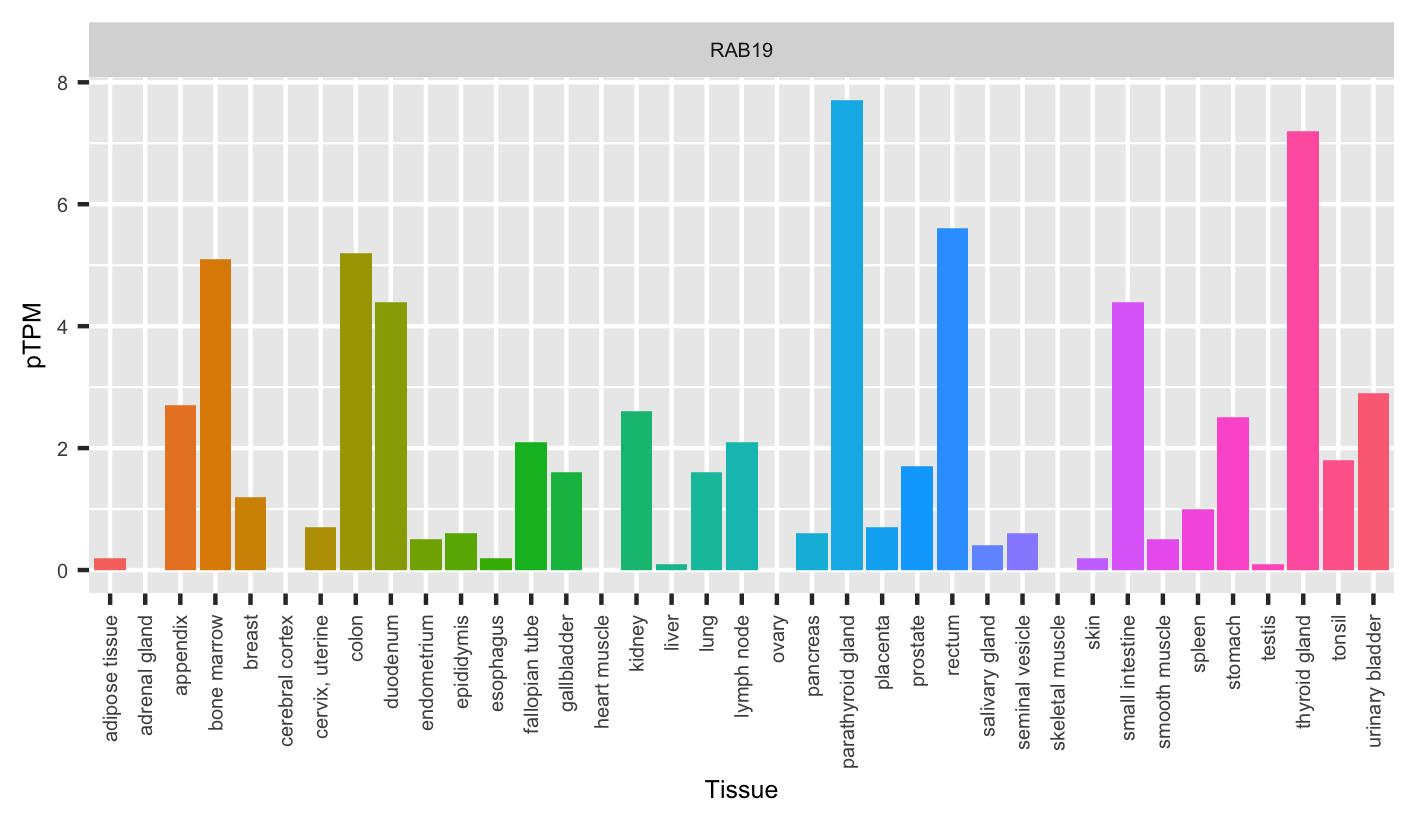 RAB19
8
6
4
2
0
pTPM
adipose tissue
adrenal gland
appendix
bone marrow
breast
cerebral cortex
cervix, uterine
colon
duodenum
endometrium
epididymis
esophagus
fallopian tube
gallbladder
heart muscle
kidney
liver
lung
lymph node
ovary
pancreas
parathyroid gland
placenta
prostate
rectum
salivary gland
seminal vesicle
skeletal muscle
skin
small intestine
smooth muscle
spleen
stomach
testis
thyroid gland
tonsil
urinary bladder
Tissue